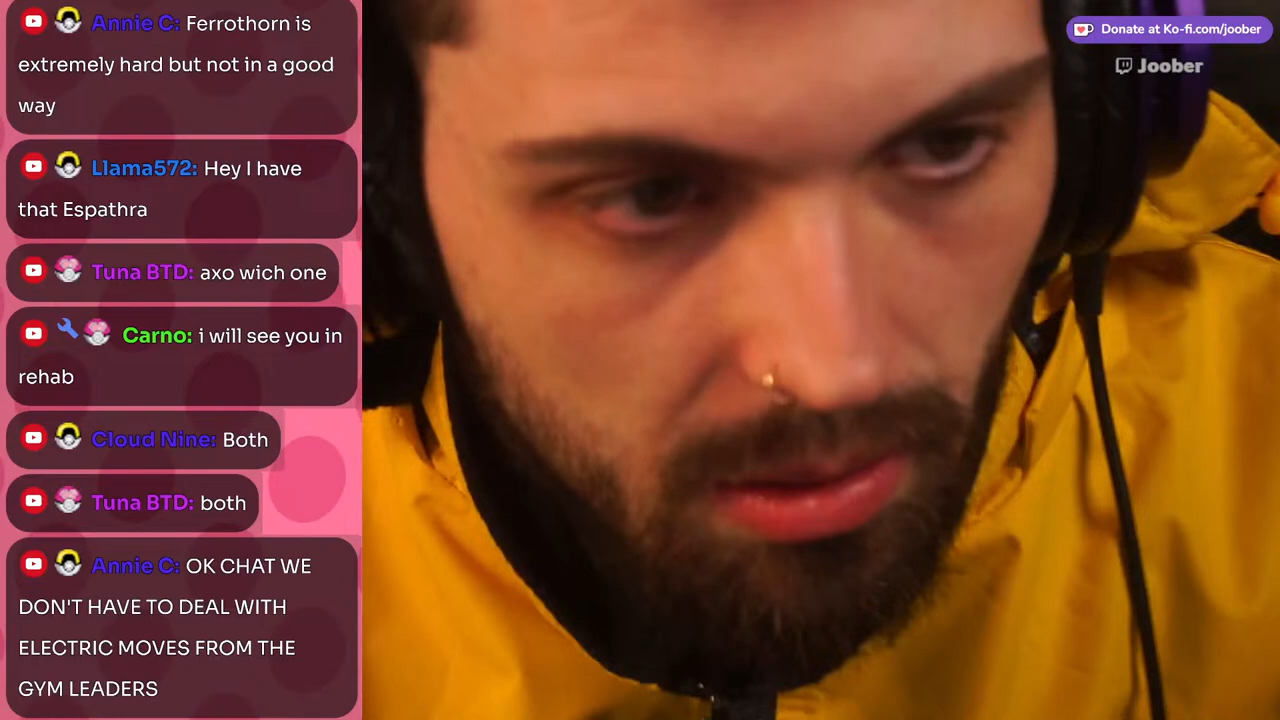 Annie C: Ferrothorn is
extremely hard but not in a good
way
Llama572: Hey I have
that Espathra
Tuna BTD: axo wich one
Carno: i will see you in
rehab
Cloud Nine: Both
Tuna BTD: both
Annie C: OK CHAT WE
DON'T HAVE TO DEAL WITH
ELECTRIC MOVES FROM THE
GYM LEADERS
Donate at Ko-fi.com/joober
Joober